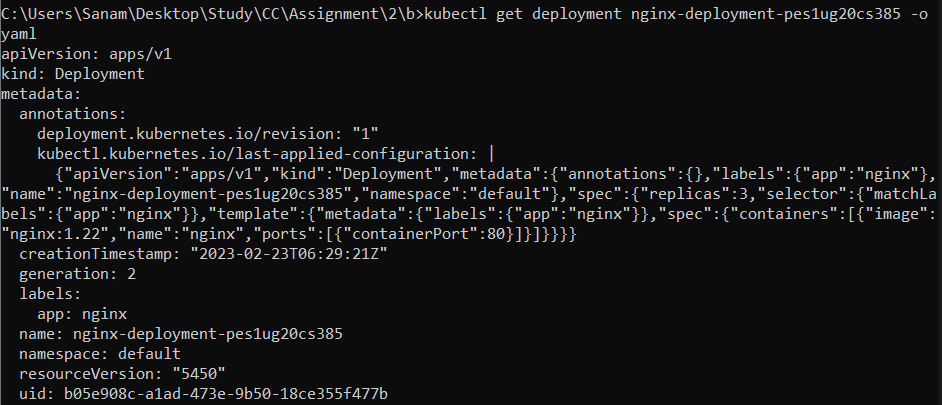 C:\Users\Sanam\Desktop\Study\CC\Assignment\2\b>kubectl get deployment nginx-deployment-pes1ug20cs385 -o
yaml
apiVersion: apps/v1
kind: Deployment
metadata:
  annotations:
    deployment.kubernetes.io/revision: "1"
    kubectl.kubernetes.io/last-applied-configuration: |
      {"apiVersion":"apps/v1","kind":"Deployment","metadata":{"annotations":{},"labels":{"app":"nginx"},
"name":"nginx-deployment-pes1ug20cs385","namespace":"default"},"spec":{"replicas":3,"selector":{"matchLa
bels":{"app":"nginx"}},"template":{"metadata":{"labels":{"app":"nginx"}},"spec":{"containers":[{"image":
"nginx:1.22","name":"nginx","ports":[{"containerPort":80}]}]}}}}
  creationTimestamp: "2023-02-23T06:29:21Z"
  generation: 2
  labels:
    app: nginx
  name: nginx-deployment-pes1ug20cs385
  namespace: default
  resourceVersion: "5450"
  uid: b05e908c-a1ad-473e-9b50-18ce355f477b